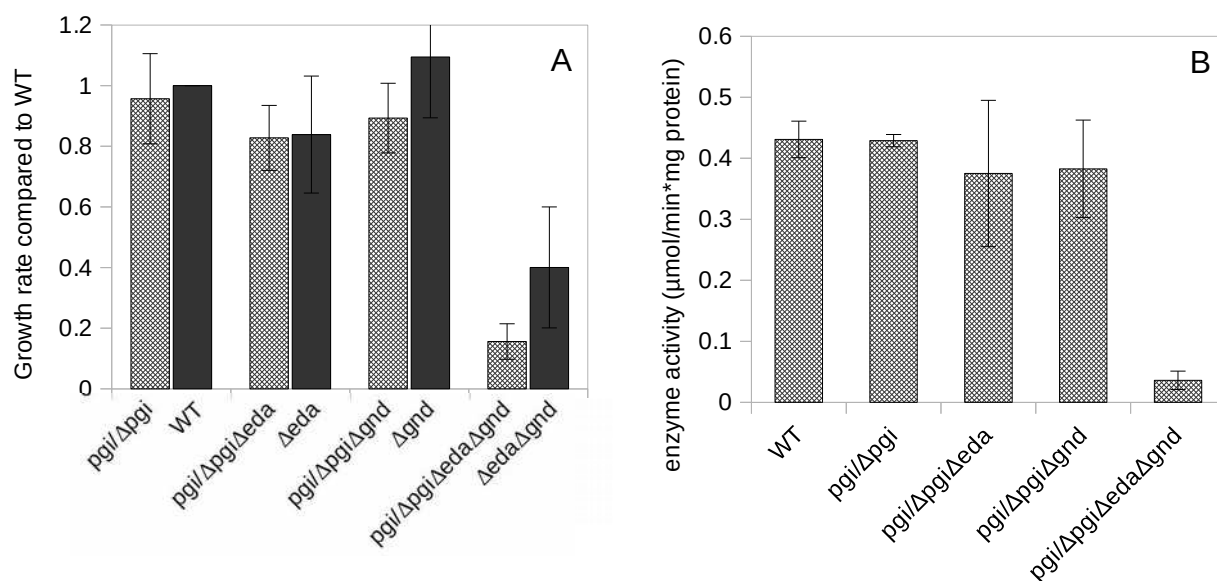 A
Growth rate compared to WT
1.2
1
0.8
0.6
0.4
0.2
0
pgi/Δpgi
WT
pgi/ΔpgiΔeda
Δeda
pgi/ΔpgiΔgnd
Δgnd
pgi/ΔpgiΔedaΔgnd
ΔedaΔgnd
B
enzyme activity (µmol/min*mg protein)
0.6
0.5
0.4
0.3
0.2
0.1
0
WT
pgi/Δpgi
pgi/ΔpgiΔeda
pgi/ΔpgiΔgnd
pgi/ΔpgiΔedaΔgnd